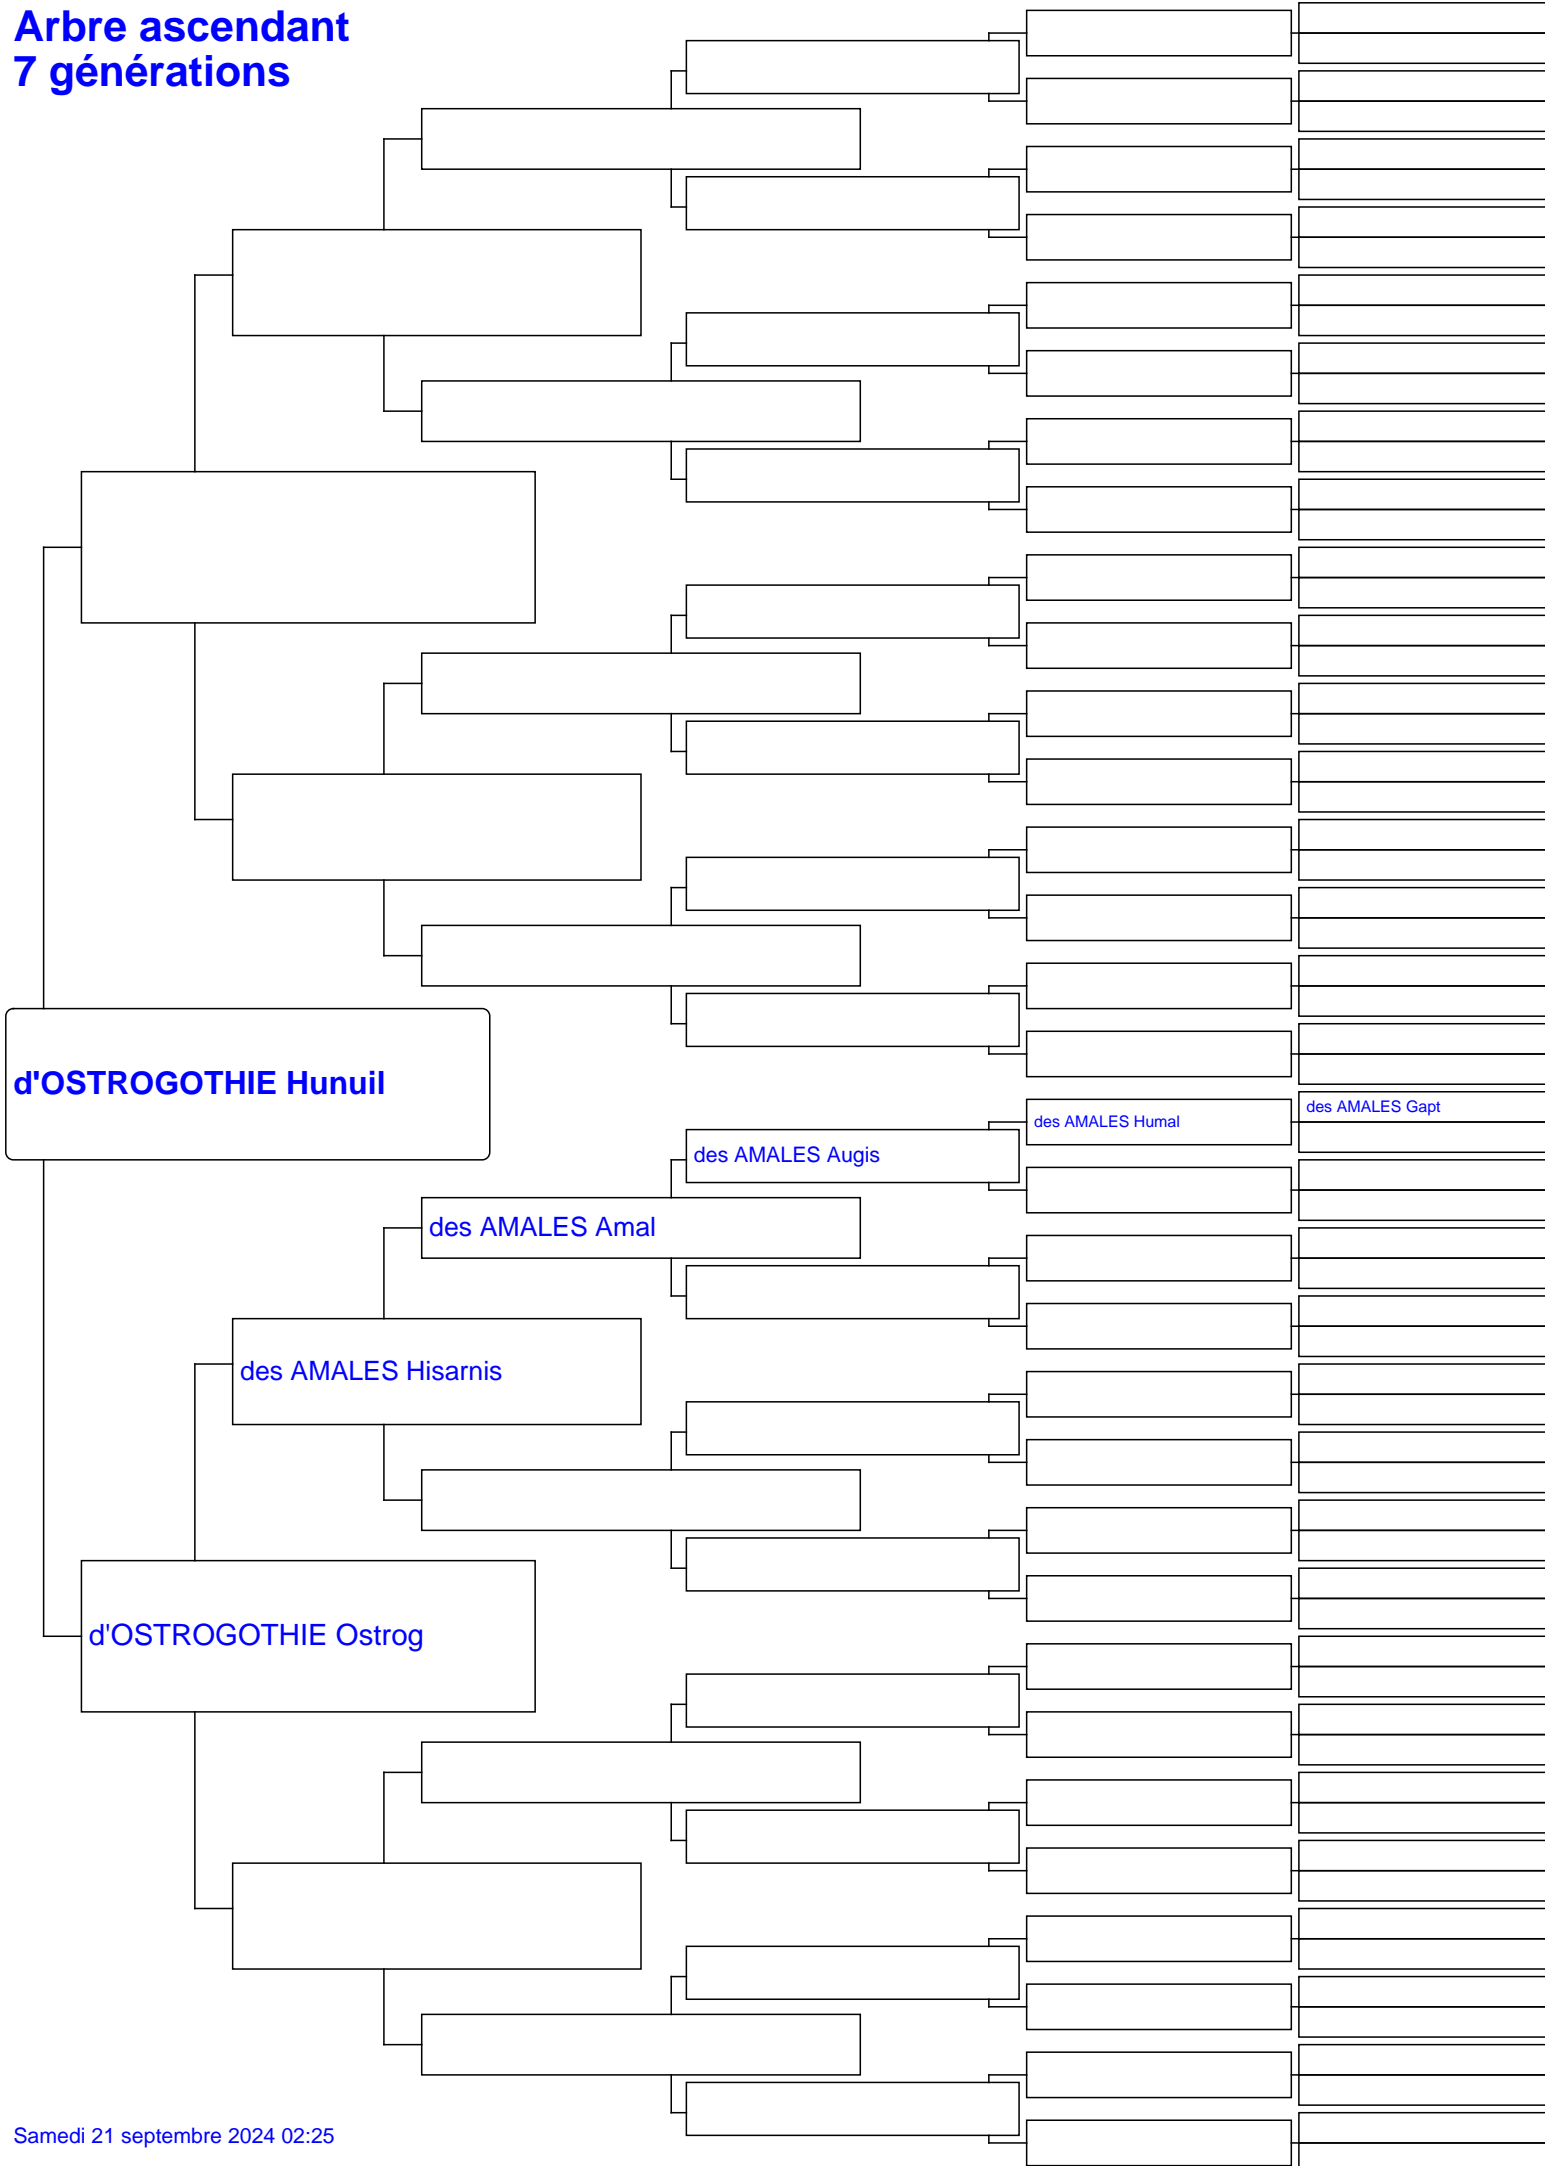 Arbre ascendant
7 générations
d'OSTROGOTHIE Hunuil
des AMALES Humal
des AMALES Gapt
des AMALES Augis
des AMALES Amal
des AMALES Hisarnis
d'OSTROGOTHIE Ostrog
Samedi 21 septembre 2024 02:25